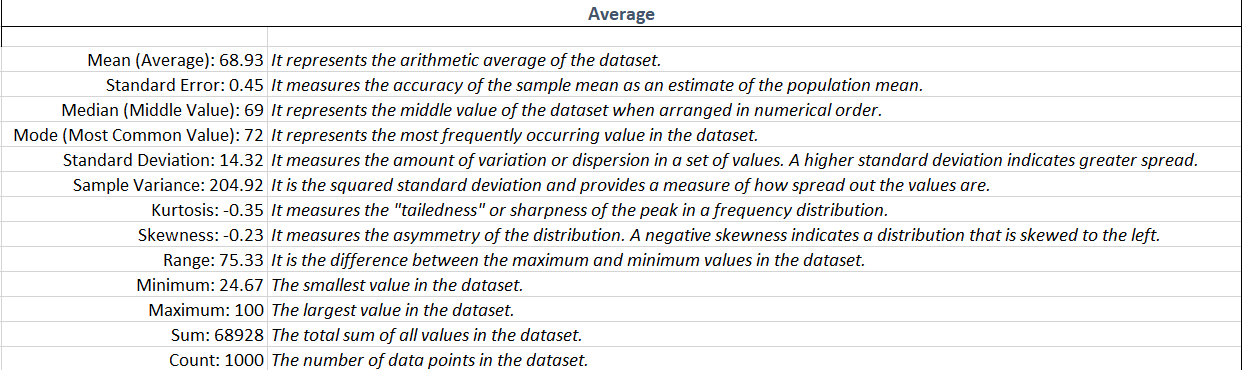 Average
Mean (Average): 68.93 It represents the arithmetic average of the dataset.
Standard Error: 0.45 It measures the accuracy of the sample mean as an estimate of the population mean.
Median (Middle Value): 69 It represents the middle value of the dataset when arranged in numerical order.
Mode (Most Common Value): 72 It represents the most frequently occurring value in the dataset.
Standard Deviation: 14.32 It measures the amount of variation or dispersion in a set of values. A higher standard deviation indicates greater spread.
Sample Variance: 204.92 It is the squared standard deviation and provides a measure of how spread out the values are.
Kurtosis: -0.35 It measures the "tailedness" or sharpness of the peak in a frequency distribution.
Skewness: -0.23 It measures the asymmetry of the distribution. A negative skewness indicates a distribution that is skewed to the left.
Range: 75.33 It is the difference between the maximum and minimum values in the dataset.
Minimum: 24.67 The smallest value in the dataset.
Maximum: 100 The largest value in the dataset.
Sum: 68928 The total sum of all values in the dataset.
Count: 1000 The number of data points in the dataset.